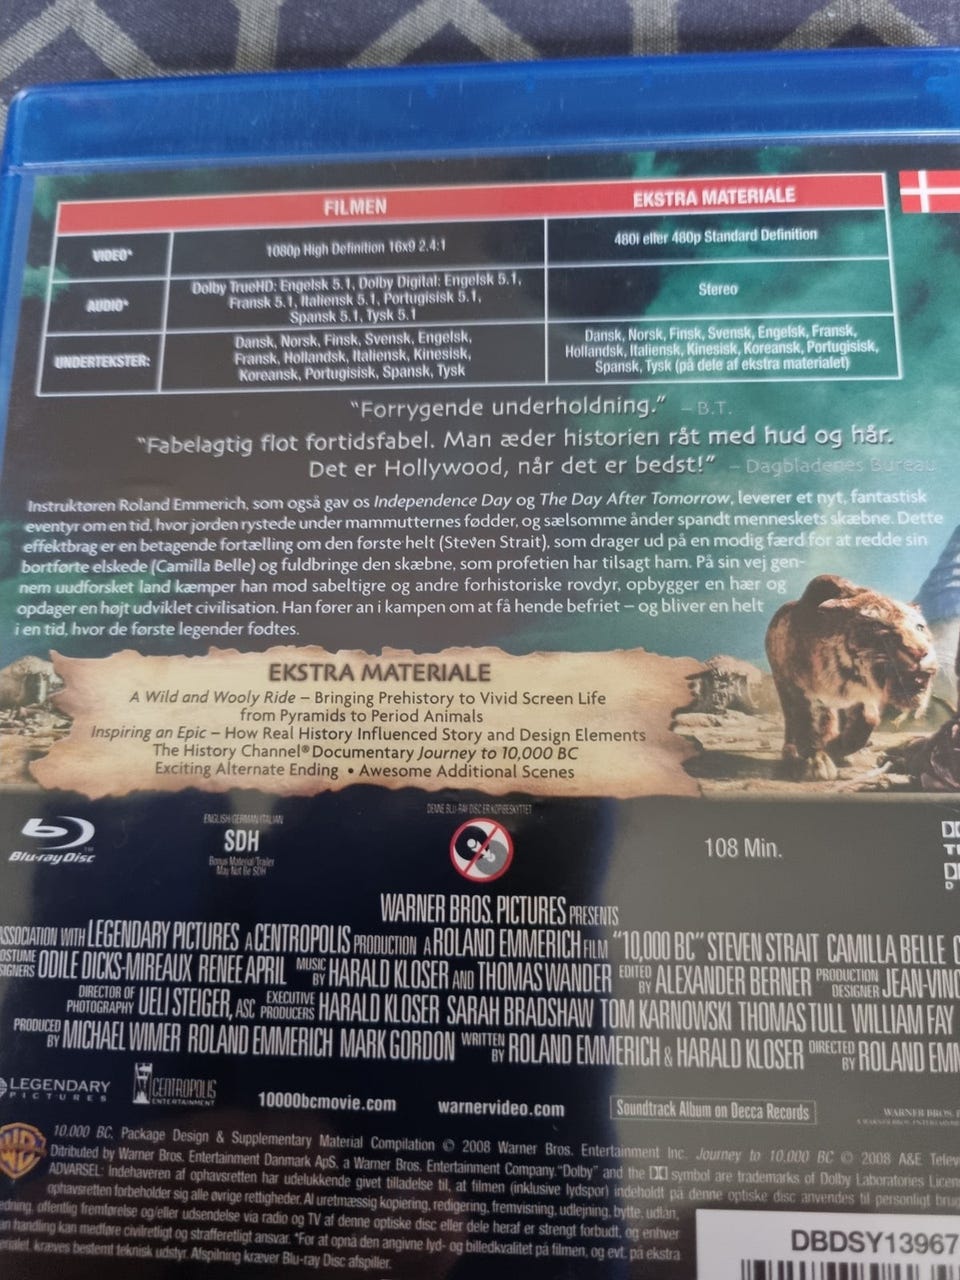 FILMEN
EKSTRA MATERIALE
VIDEO*
1080p High Definition 16x9 2.4:1
480i eller 480p Standard Definition
AUDIO*
Dolby TrueHD: Engelsk 5.1, Dolby Digital: Engelsk 5.1,
Fransk 5.1, Italiensk 5.1, Portugisisk 5.1,
Spansk 5.1, Tysk 5.1
Stereo
UNDERTEKSTER:
Dansk, Norsk, Finsk, Svensk, Engelsk,
Fransk, Hollandsk, Italiensk, Kinesisk,
Koreansk, Portugisisk, Spansk, Tysk
Dansk, Norsk, Finsk, Svensk, Engelsk, Fransk,
Hollandsk, Italiensk, Kinesisk, Koreansk, Portugisisk,
Spansk, Tysk (på dele af ekstra materialet)
"Forrygende underholdning." – B.T.
"Fabelagtig flot fortidsfabel. Man æder historien råt med hud og hår.
Det er Hollywood, når det er bedst!" – Dagbladenes Bureau
Instruktøren Roland Emmerich, som også gav os Independence Day og The Day After Tomorrow, leverer et nyt, fantastisk
eventyr om en tid, hvor jorden rystede under mammutternes fødder, og sælsomme ånder spandt menneskets skæbne. Dette
effektbrag er en betagende fortælling om den første helt (Steven Strait), som drager ud på en modig færd for at redde sin
bortførte elskede (Camilla Belle) og fuldbringe den skæbne, som profetien har tilsagt ham. På sin vej gen-
nem uudforsket land kæmper han mod sabeltigre og andre forhistoriske rovdyr, opbygger en hær og
opdager en højt udviklet civilisation. Han fører an i kampen om at få hende befriet – og bliver en helt
i en tid, hvor de første legender fødtes.
EKSTRA MATERIALE
A Wild and Wooly Ride – Bringing Prehistory to Vivid Screen Life
from Pyramids to Period Animals
Inspiring an Epic – How Real History Influenced Story and Design Elements
The History Channel® Documentary Journey to 10,000 BC
Exciting Alternate Ending • Awesome Additional Scenes
Blu-ray Disc™
ENGLISH/GERMAN/ITALIAN
SDH
Bonus Material/Trailer
May Not Be SDH
DENNE BLU-RAY DISC ER KOPIBESKYTTET
108 Min.
WARNER BROS. PICTURES PRESENTS
ASSOCIATION WITH LEGENDARY PICTURES A CENTROPOLIS PRODUCTION A ROLAND EMMERICH FILM "10,000 BC" STEVEN STRAIT CAMILLA BELLE
ODILE DICKS-MIREAUX RENEE APRIL MUSIC BY HARALD KLOSER AND THOMAS WANDER EDITED BY ALEXANDER BERNER PRODUCTION DESIGNER
DIRECTOR OF PHOTOGRAPHY UELI STEIGER, ASC EXECUTIVE PRODUCERS HARALD KLOSER SARAH BRADSHAW TOM KARNOWSKI THOMAS TULL WILLIAM FAY
PRODUCED BY MICHAEL WIMER ROLAND EMMERICH MARK GORDON WRITTEN BY ROLAND EMMERICH & HARALD KLOSER DIRECTED BY ROLAND
LEGENDARY
PICTURES
CENTROPOLIS
ENTERTAINMENT
10000bcmovie.com
warnervideo.com
Soundtrack Album on Decca Records
WB
10,000 BC, Package Design & Supplementary Material Compilation © 2008 Warner Bros. Entertainment Inc. Journey to 10,000 BC © 2008 A&E
Ditributed by Warner Bros. Entertainment Danmark ApS, a Warner Bros. Entertainment Company. "Dolby" and the symbol are trademarks of Dolby Laboratories
ADVARSEL: Indehaveren af ophavsretten har udelukkende givet tilladelse til, at filmen (inklusive lydspor) indeholdt på denne optiske disc anvendes til personligt
ophavsretten forbeholder sig alle øvrige rettigheder. Al uretmæssig kopiering, redigering, fremvisning, udlejning, bytte, udlån,
offentlig fremførelse og/eller udsendelse via radio og TV af denne optiske disc eller dele heraf er strengt forbudt, og enhver
handling kan medføre civilretligt og strafferetligt ansvar. *For at opnå den angivne lyd- og billedkvalitet på filmen, og evt. på ekstra
kræves bestemt teknisk udstyr. Afspilning kræver Blu-ray Disc afspiller.
DBDSY13967